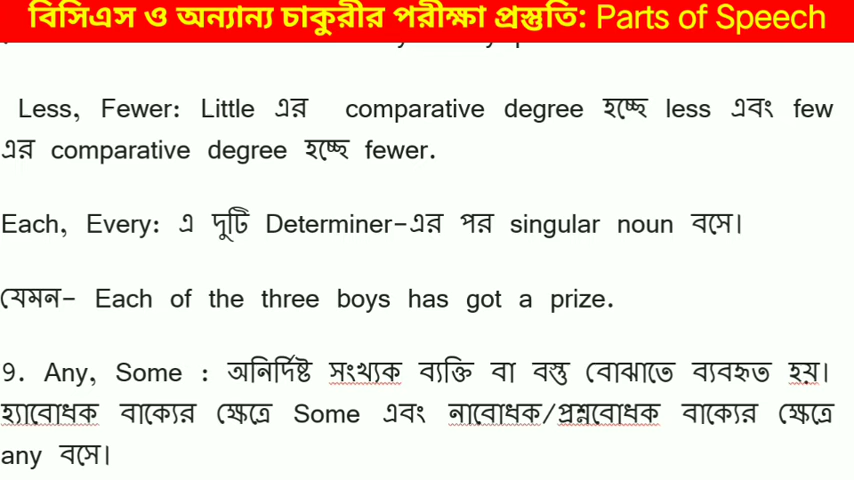 বিসিএস ও অন্যান্য চাকুরীর পরীক্ষা প্রস্তুতি: Parts of Speech
Less, Fewer: Little এর comparative degree হচ্ছে less এবং few
এর comparative degree হচ্ছে fewer.
Each, Every: এ দুটি Determiner-এর পর singular noun বসে।
যেমন- Each of the three boys has got a prize.
9. Any, Some : অনির্দিষ্ট সংখ্যক ব্যক্তি বা বস্তু বোঝাতে ব্যবহৃত হয়।
হ্যাবোধক বাক্যের ক্ষেত্রে Some এবং নাবোধক/প্রশ্নবোধক বাক্যের ক্ষেত্রে
any বসে।